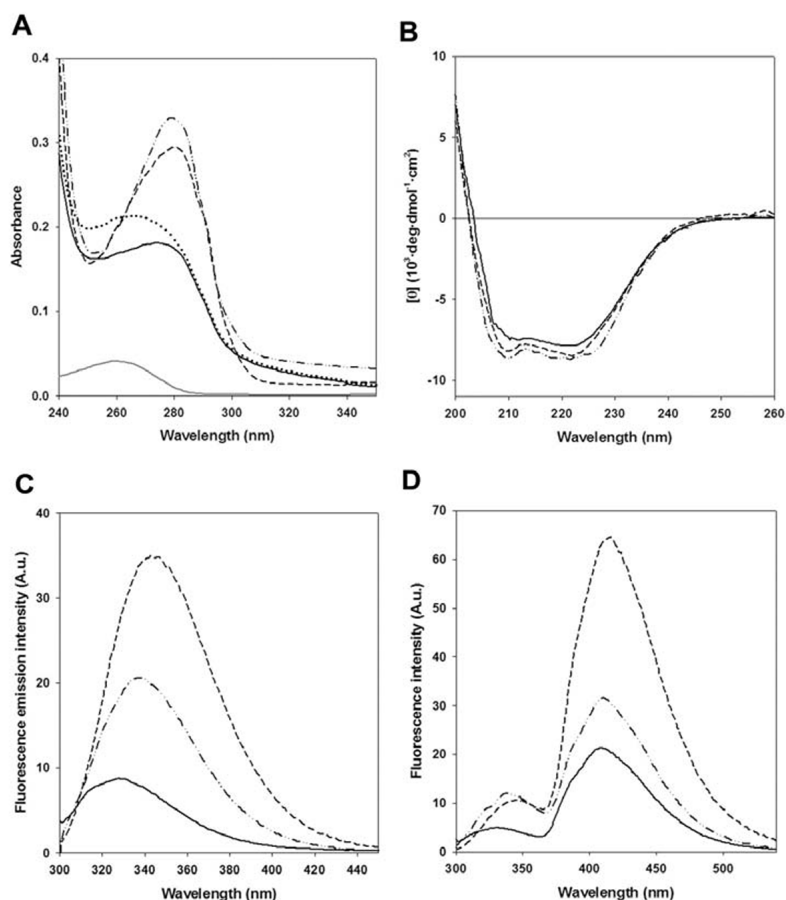 A
0.4
0.3
0.2
0.1
0.0
Absorbance
240 260 280 300 320 340
Wavelength (nm)
B
10
5
0
-5
-10
[θ] (10³·deg·dmol⁻¹·cm²)
200 210 220 230 240 250 260
Wavelength (nm)
C
40
30
20
10
0
Fluorescence emission intensity (A.u.)
300 320 340 360 380 400 420 440
Wavelength (nm)
D
70
60
50
40
30
20
10
0
Fluorescence intensity (A.u.)
300 350 400 450 500
Wavelength (nm)